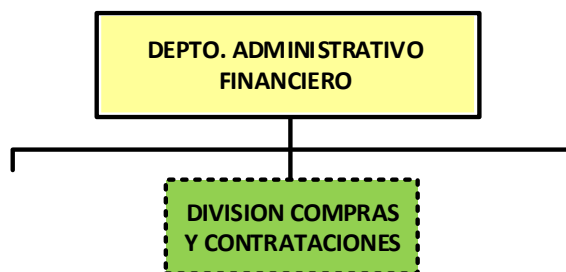 DEPTO. ADMINISTRATIVO
FINANCIERO
DIVISION COMPRAS
Y CONTRATACIONES